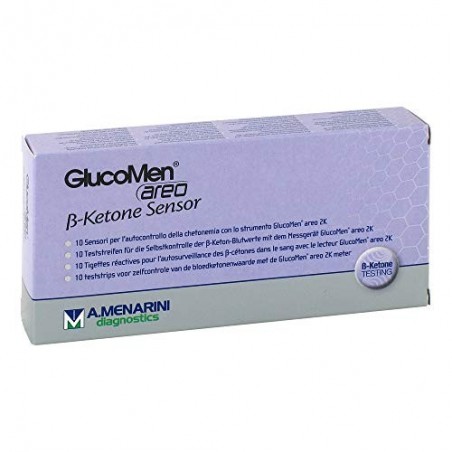 GlucoMen®
areo
β-Ketone Sensor
10 Sensori per l'autocontrollo della chetonemia con lo strumento GlucoMen® areo 2K
10 Teststreifen für die Selbstkontrolle der β-Keton-Blutwerte mit dem Messgerät GlucoMen® areo 2K
10 Tigettes réactives pour l'autosurveillance des β-cétones dans le sang avec le lecteur GlucoMen® areo 2K
10 teststrips voor zelfcontrole van de bloedketonenwaarde met de GlucoMen® areo 2K meter
β-Ketone
TESTING
A.MENARINI
diagnostics